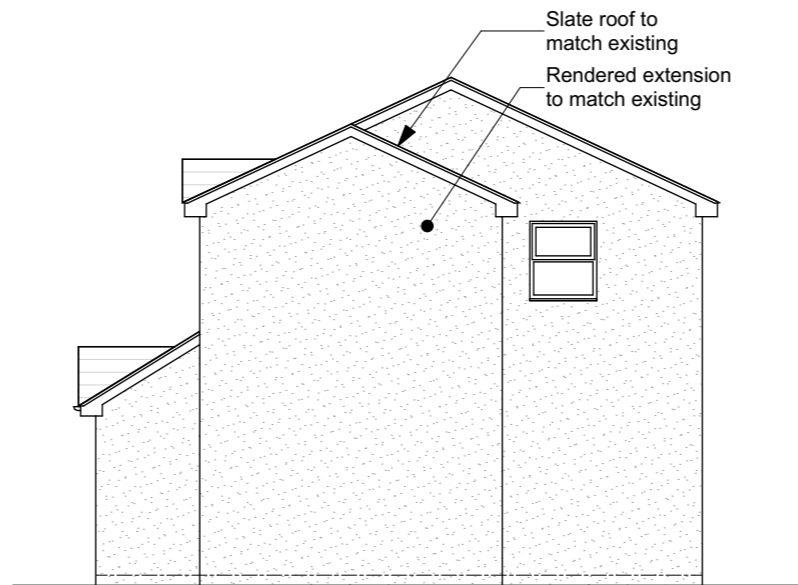 Slate roof to
match existing
Rendered extension
to match existing